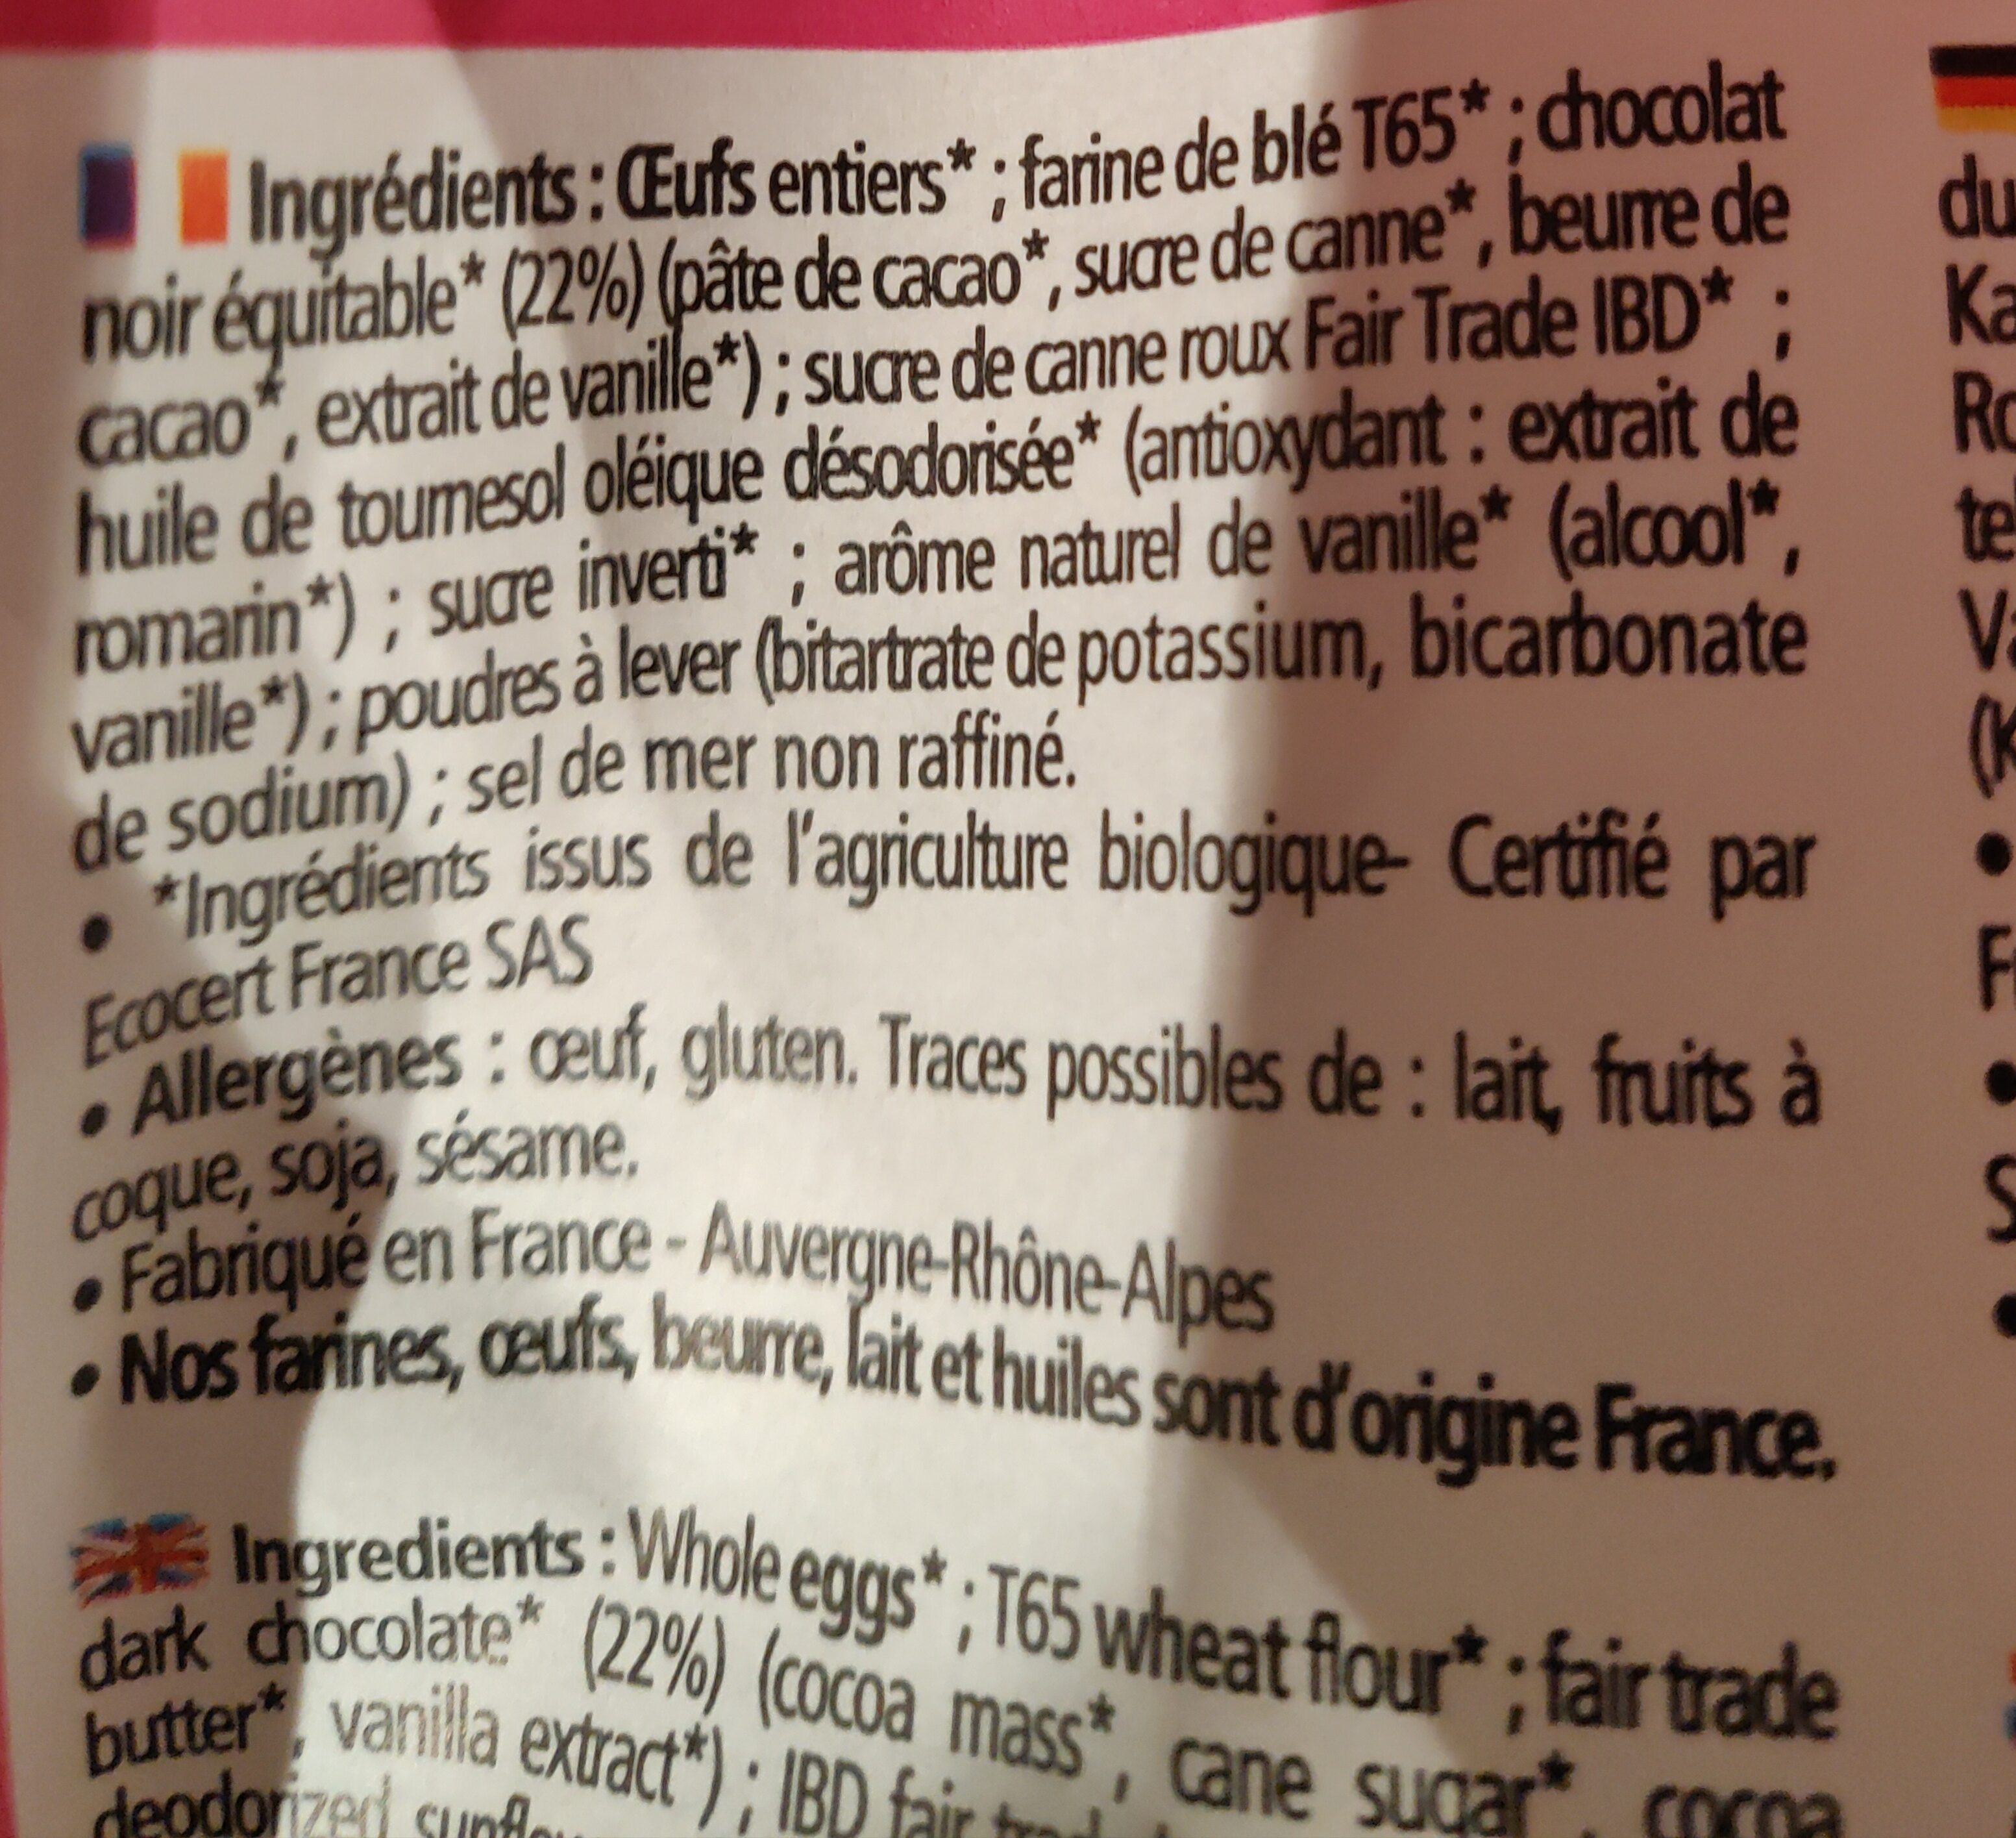 Ingrédients : Œufs entiers* ; farine de blé T65* ; chocolat
noir équitable* (22%) (pâte de cacao*, sucre de canne*, beurre de
cacao*, extrait de vanille*) ; sucre de canne roux Fair Trade IBD* ;
huile de tournesol oléique désodorisée* (antioxydant : extrait de
romarin*) ; sucre inverti* ; arôme naturel de vanille* (alcool*,
vanille*) ; poudres à lever (bitartrate de potassium, bicarbonate
de sodium) ; sel de mer non raffiné.
• *Ingrédients issus de l'agriculture biologique- Certifié par
Ecocert France SAS
• Allergènes : œuf, gluten. Traces possibles de : lait, fruits à
coque, soja, sésame.
• Fabriqué en France - Auvergne-Rhône-Alpes
• Nos farines, œufs, beurre, lait et huiles sont d'origine France.
Ingredients : Whole eggs* ; T65 wheat flour* ; fair trade
dark chocolate* (22%) (cocoa mass*, cane sugar*, cocoa
butter*, vanilla extract*) ; IBD fair
deodorized